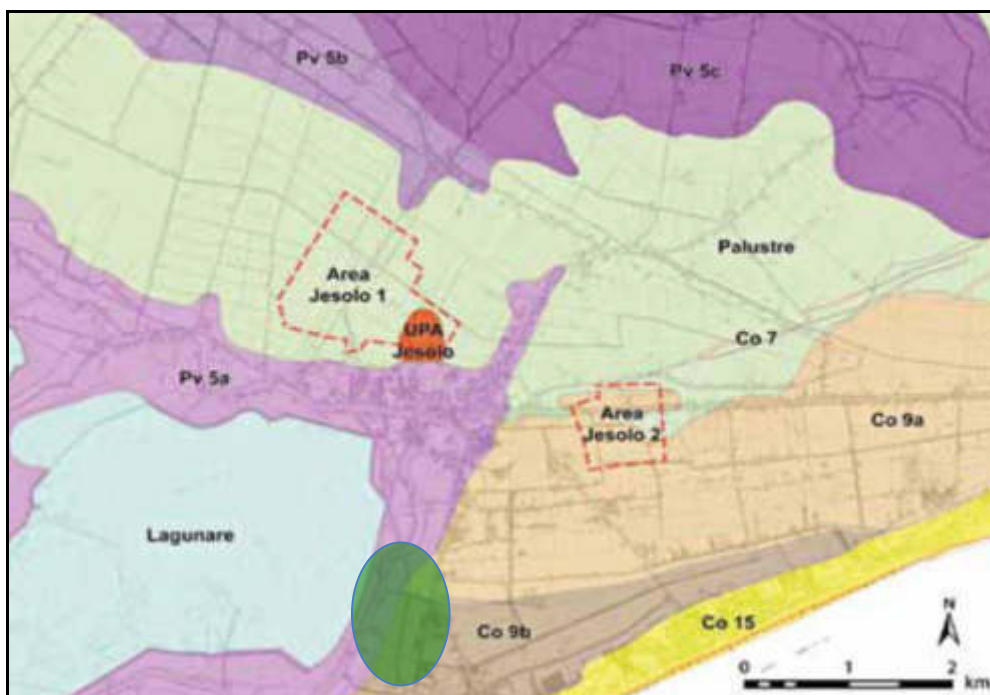 Pv 5b
Pv 5c
Palustre
Area
Jesolo 1
UPA
Jesolo
Co 7
Pv 5a
Area
Jesolo 2
Co 9a
Lagunare
Co 15
Co 9b
N
0 1 2
km